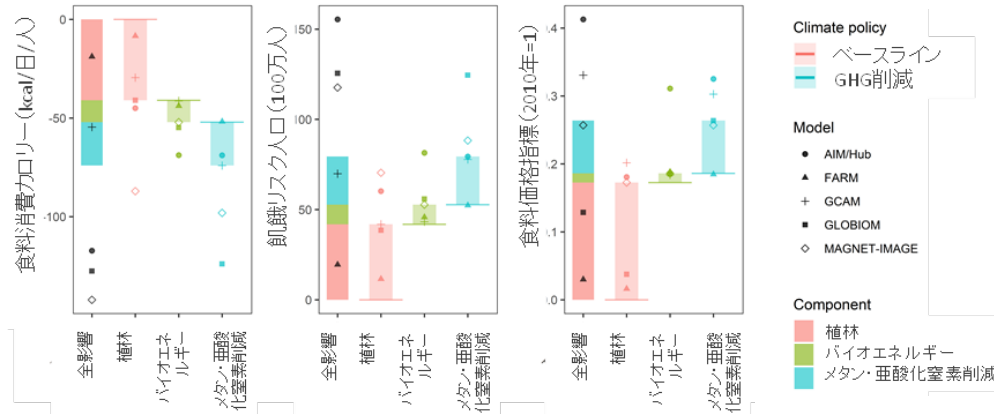 食料消費カロリー(kcal/日/人)
0
-50
-100
全影響
植林
バイオエネ
ルギー
メタン・亜酸
化窒素削減
飢餓リスク人口(100万人)
150
100
50
0
全影響
植林
バイオエネ
ルギー
メタン・亜酸
化窒素削減
食料価格指標(2010年=1)
0.4
0.3
0.2
0.1
0.0
全影響
植林
バイオエネ
ルギー
メタン・亜酸
化窒素削減
Climate policy
ベースライン
GHG削減
Model
AIM/Hub
FARM
GCAM
GLOBIOM
MAGNET-IMAGE
Component
植林
バイオエネルギー
メタン・亜酸化窒素削減